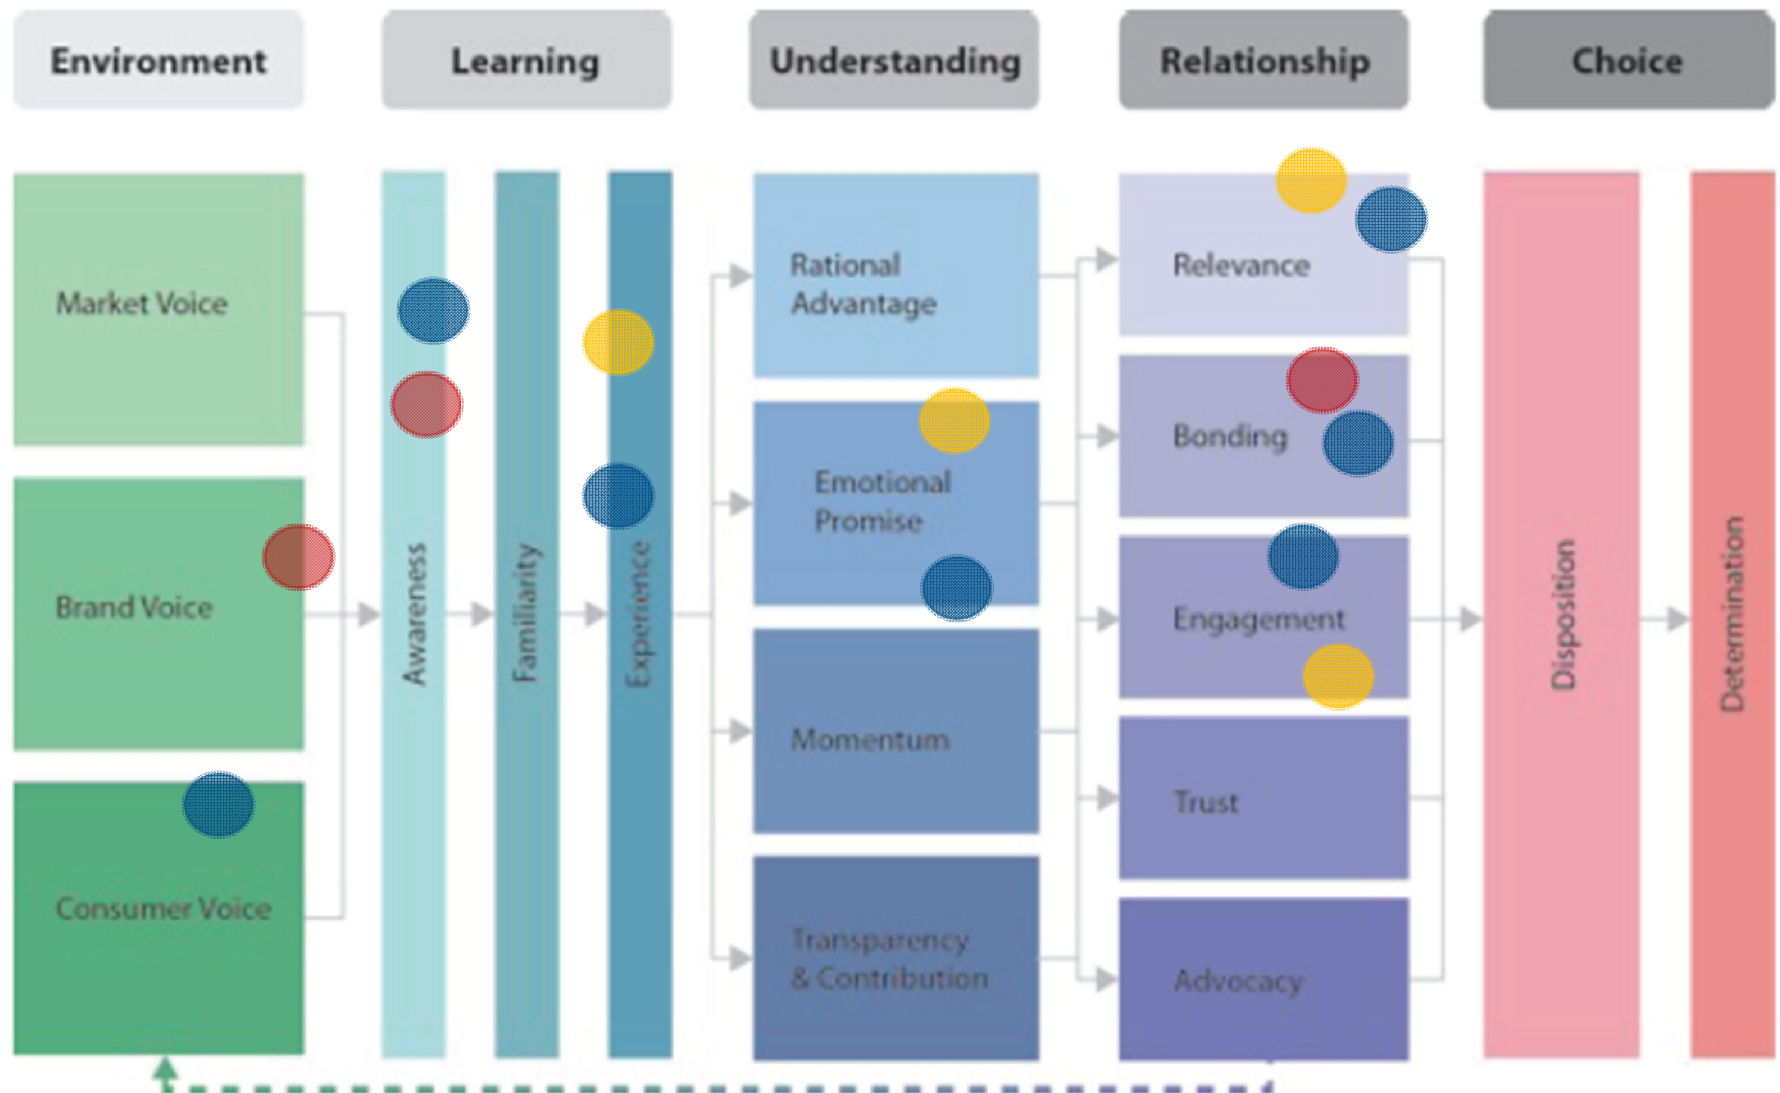 Environment
Learning
Understanding
Relationship
Choice
Market Voice
Brand Voice
Consumer Voice
Awareness
Familiarity
Experience
Rational
Advantage
Emotional
Promise
Momentum
Transparency
& Contribution
Relevance
Bonding
Engagement
Trust
Advocacy
Disposition
Determination